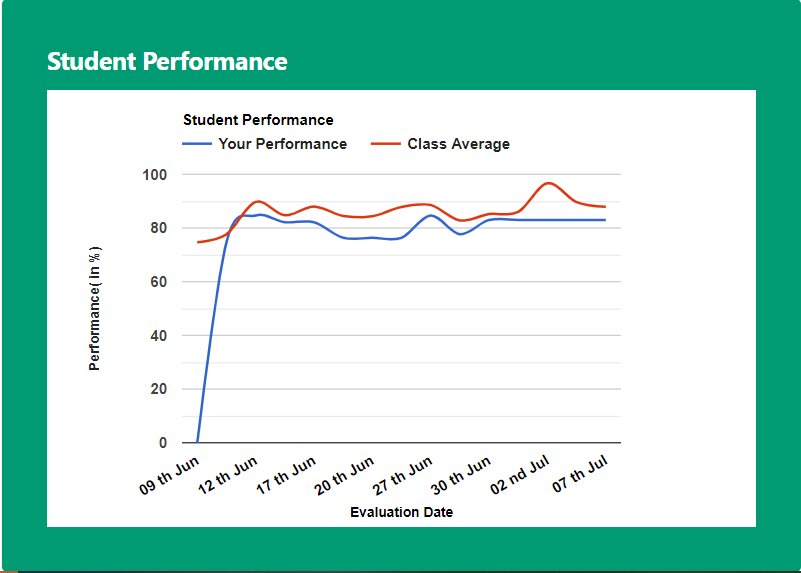 Student Performance
Student Performance
Your Performance
Class Average
100
80
60
40
20
0
Performance( in %)
09 th Jun
12 th Jun
17 th Jun
20 th Jun
27 th Jun
30 th Jun
02 nd Jul
07 th Jul
Evaluation Date